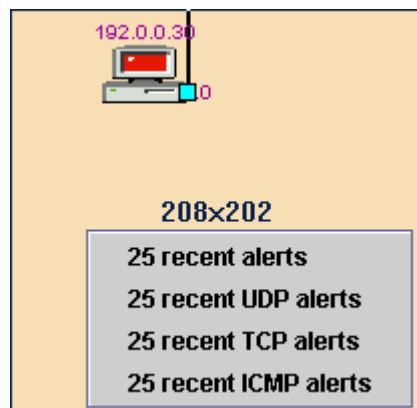 192.0.0.30
.0
208x202
25 recent alerts
25 recent UDP alerts
25 recent TCP alerts
25 recent ICMP alerts